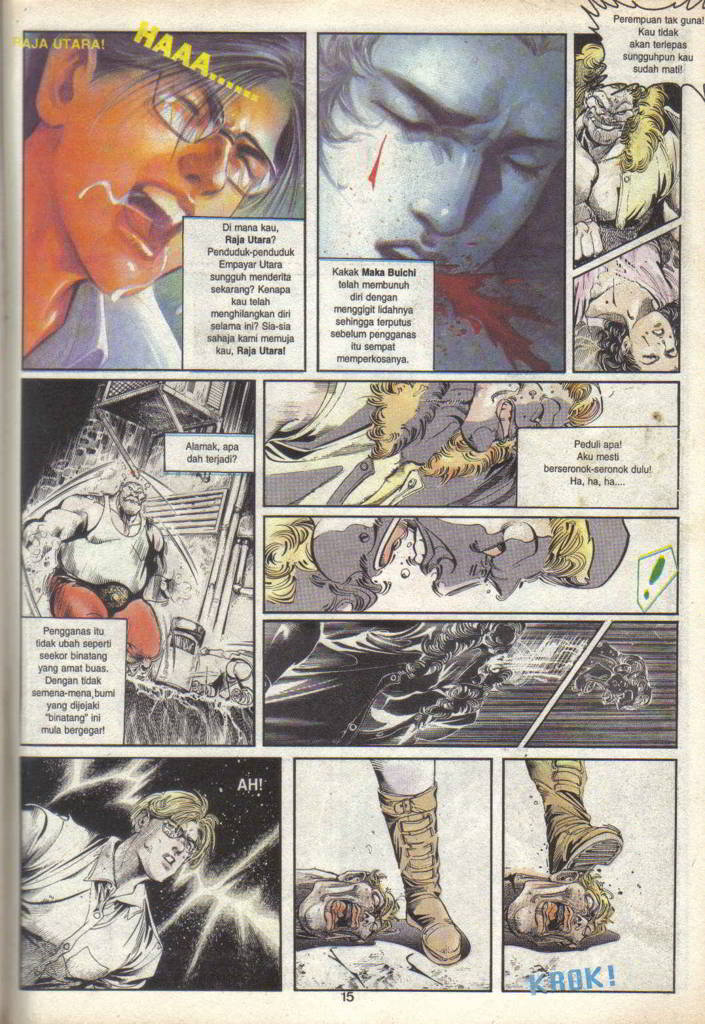 RAJA UTARA!
HAAA......
Di mana kau,
Raja Utara?
Penduduk-penduduk
Empayar Utara
sungguh menderita
sekarang? Kenapa
kau telah
menghilangkan diri
selama ini? Sia-sia
sahaja kami memuja
kau, Raja Utara!
Kakak Maka Buichi
telah membunuh
diri dengan
menggigit lidahnya
sehingga terputus
sebelum pengganas
itu sempat
memperkosanya.
Perempuan tak guna!
Kau tidak
akan terlepas
sungguhpun kau
sudah mati!
Alamak, apa
dah terjadi?
Pengganas itu
tidak ubah seperti
seekor binatang
yang amat buas.
Dengan tidak
semena-mena,bumi
yang dijejaki
"binatang" ini
mula bergegar!
Peduli apa!
Aku mesti
berseronok-seronok dulu!
Ha, ha, ha....
!
AH!
KROK!
15